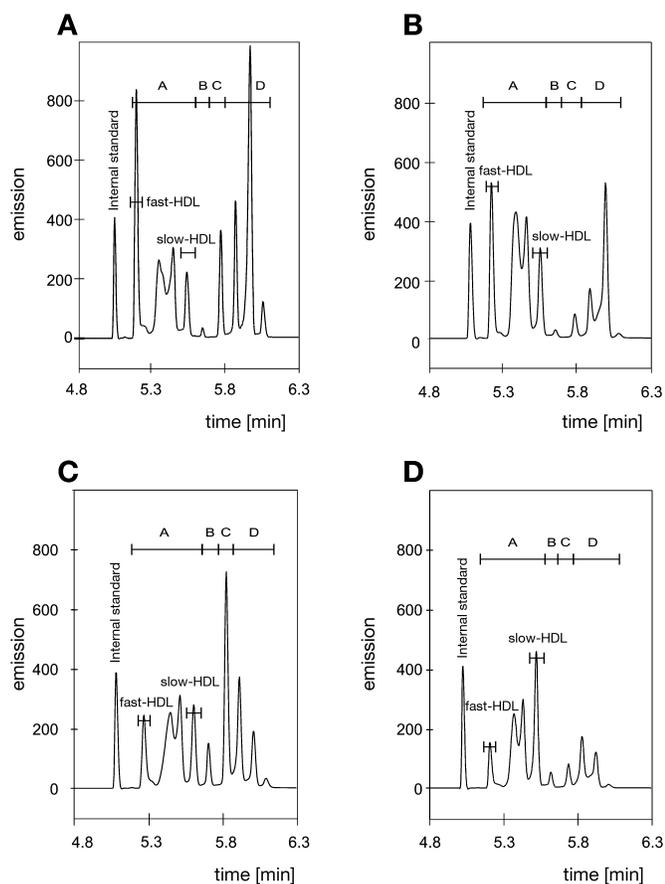 A
A B C D
800
600
400
200
0
emission
Internal standard
fast-HDL
slow-HDL
4.8 5.3 5.8 6.3
time [min]
B
A B C D
800
600
400
200
0
emission
Internal standard
fast-HDL
slow-HDL
4.8 5.3 5.8 6.3
time [min]
C
A B C D
800
600
400
200
0
emission
Internal standard
slow-HDL
fast-HDL
4.8 5.3 5.8 6.3
time [min]
D
A B C D
800
600
400
200
0
emission
Internal standard
slow-HDL
fast-HDL
4.8 5.3 5.8 6.3
time [min]